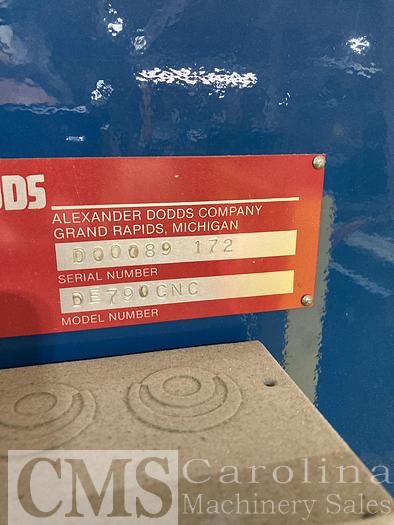 DDS
ALEXANDER DODDS COMPANY
GRAND RAPIDS, MICHIGAN
D00089 172
SERIAL NUMBER
DE790CNC
MODEL NUMBER
CMS Carolina
Machinery Sales